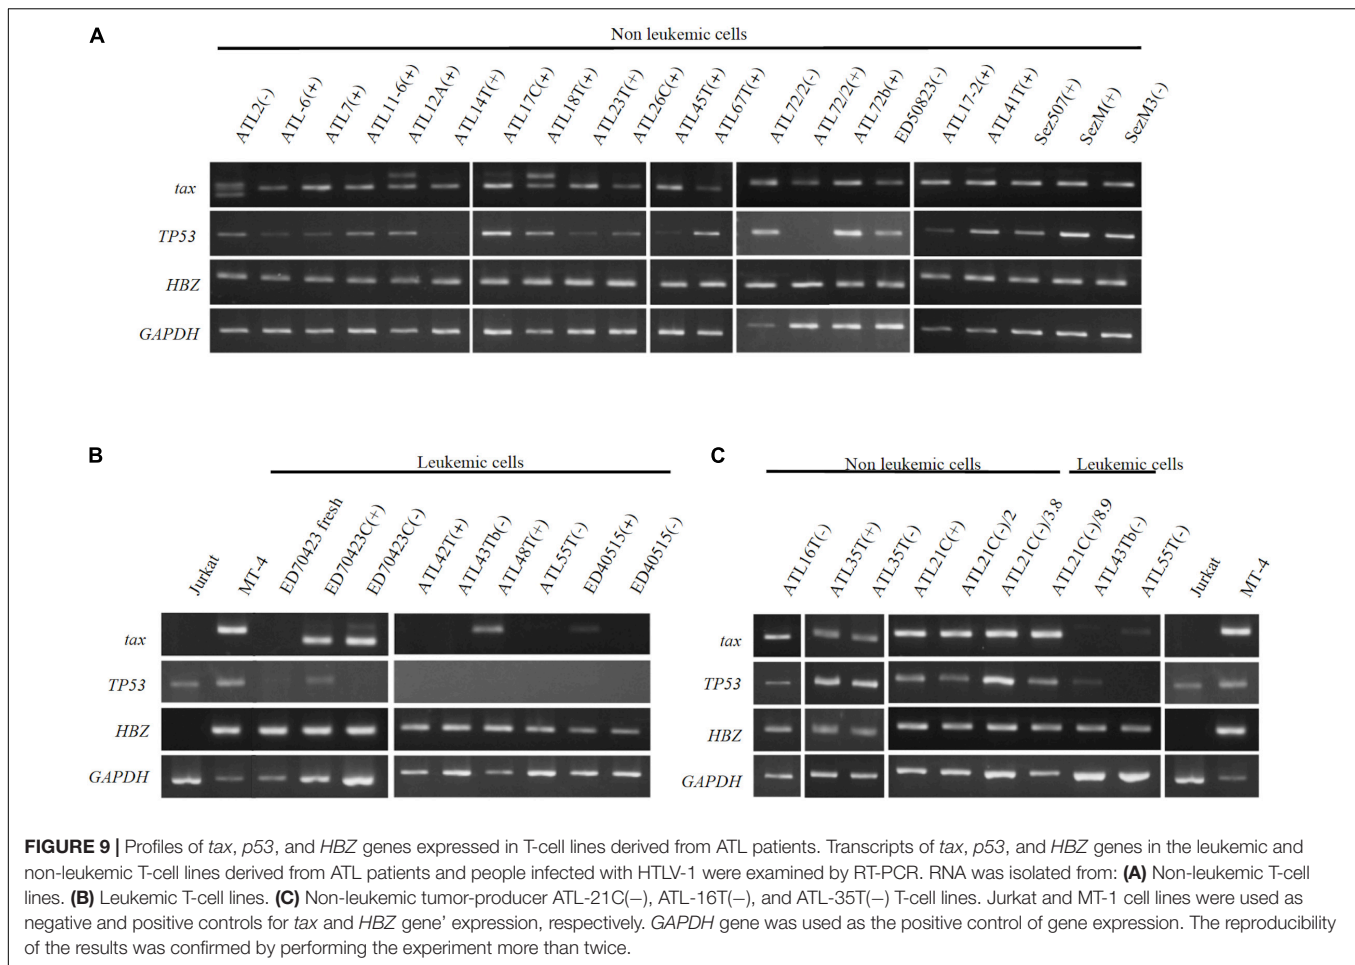 A
Non leukemic cells
ATL2(-)
ATL-6(+)
ATL7(+)
ATL11-6(+)
ATL12A(+)
ATL14T(+)
ATL17C(+)
ATL18T(+)
ATL23T(+)
ATL26C(+)
ATL45T(+)
ATL67T(+)
ATL72/2(-)
ATL72/2(+)
ATL72b(+)
ED50823(-)
ATL17-2(+)
ATL41T(+)
Sez507(+)
SezM(+)
SezM3(-)
tax
TP53
HBZ
GAPDH
B
Leukemic cells
Jurkat
MT-4
ED70423 fresh
ED70423C(+)
ED70423C(-)
ATL42T(+)
ATL43Tb(-)
ATL48T(+)
ATL55T(-)
ED40515(+)
ED40515(-)
tax
TP53
HBZ
GAPDH
C
Non leukemic cells
Leukemic cells
ATL16T(-)
ATL35T(+)
ATL35T(-)
ATL21C(+)
ATL21C(-)/2
ATL21C(-)/3.8
ATL21C(-)/8.9
ATL43Tb(-)
ATL55T(-)
Jurkat
MT-4
tax
TP53
HBZ
GAPDH
FIGURE 9 | Profiles of tax, p53, and HBZ genes expressed in T-cell lines derived from ATL patients. Transcripts of tax, p53, and HBZ genes in the leukemic and
non-leukemic T-cell lines derived from ATL patients and people infected with HTLV-1 were examined by RT-PCR. RNA was isolated from: (A) Non-leukemic T-cell
lines. (B) Leukemic T-cell lines. (C) Non-leukemic tumor-producer ATL-21C(−), ATL-16T(−), and ATL-35T(−) T-cell lines. Jurkat and MT-1 cell lines were used as
negative and positive controls for tax and HBZ gene' expression, respectively. GAPDH gene was used as the positive control of gene expression. The reproducibility
of the results was confirmed by performing the experiment more than twice.